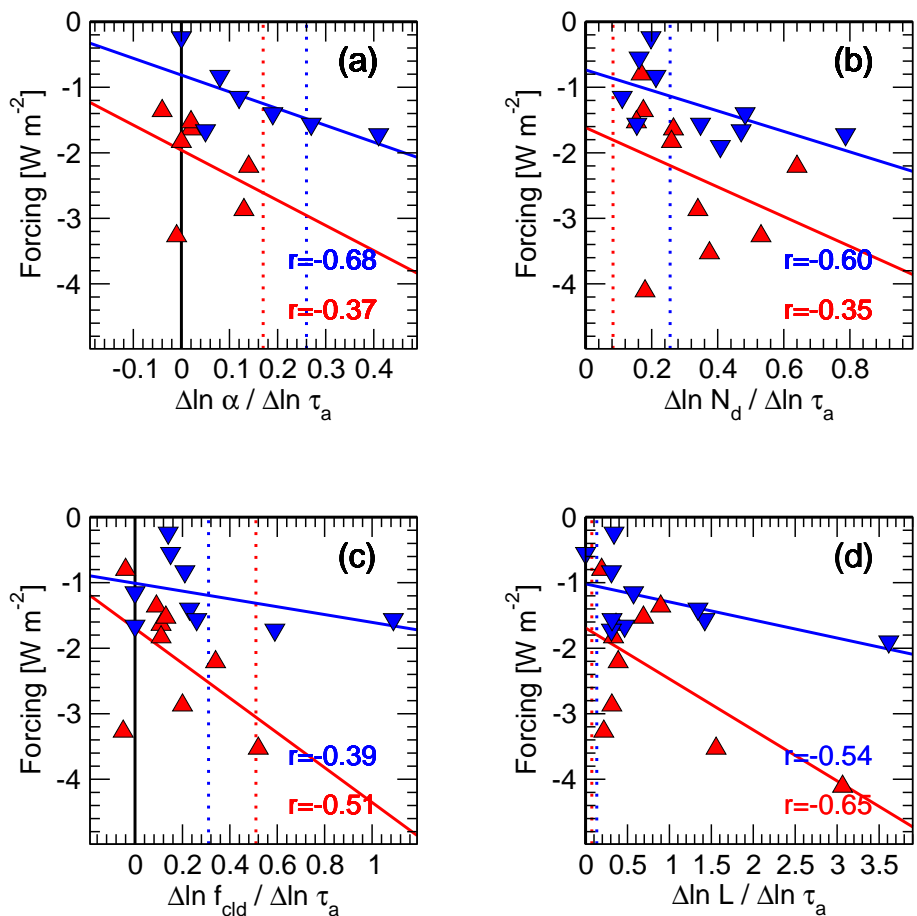 0
-1
-2
-3
-4
Forcing [W m-2]
(a)
r=-0.68
r=-0.37
-0.1 0 0.1 0.2 0.3 0.4
Δln α / Δln τa
0
-1
-2
-3
-4
Forcing [W m-2]
(b)
r=-0.60
r=-0.35
0 0.2 0.4 0.6 0.8
Δln Nd / Δln τa
0
-1
-2
-3
-4
Forcing [W m-2]
(c)
r=-0.39
r=-0.51
0 0.2 0.4 0.6 0.8 1
Δln fcld / Δln τa
0
-1
-2
-3
-4
Forcing [W m-2]
(d)
r=-0.54
r=-0.65
0 0.5 1 1.5 2 2.5 3 3.5
Δln L / Δln τa